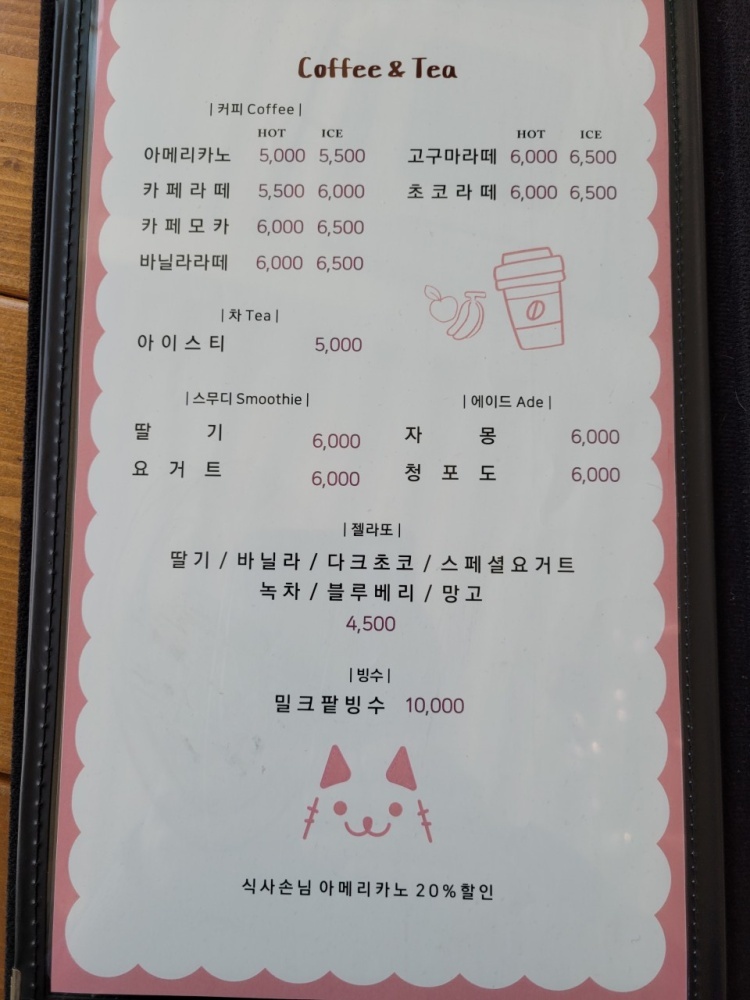 Coffee & Tea
| 커피 Coffee |
HOT ICE
아메리카노 5,000 5,500
카페라떼 5,500 6,000
카페모카 6,000 6,500
바닐라라떼 6,000 6,500
HOT ICE
고구마라떼 6,000 6,500
초코라떼 6,000 6,500
| 차 Tea |
아이스티 5,000
| 스무디 Smoothie |
딸기 6,000
요거트 6,000
| 에이드 Ade |
자몽 6,000
청포도 6,000
| 젤라또 |
딸기 / 바닐라 / 다크초코 / 스페셜요거트
녹차 / 블루베리 / 망고
4,500
| 빙수 |
밀크팥빙수 10,000
식사손님 아메리카노 20%할인